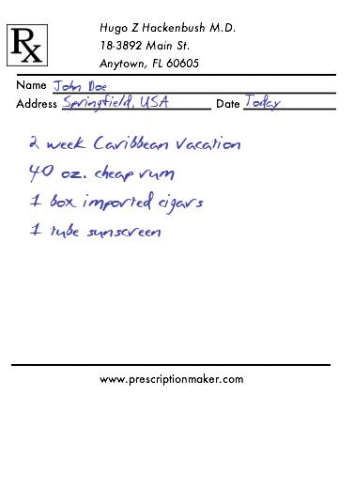 Rx
Hugo Z Hackenbush M.D.
18-3892 Main St.
Anytown, FL 60605
Name John Doe
Address Springfield, USA Date Today
2 week Caribbean Vacation
40 oz. cheap rum
1 box imported cigars
1 tube sunscreen
www.prescriptionmaker.com